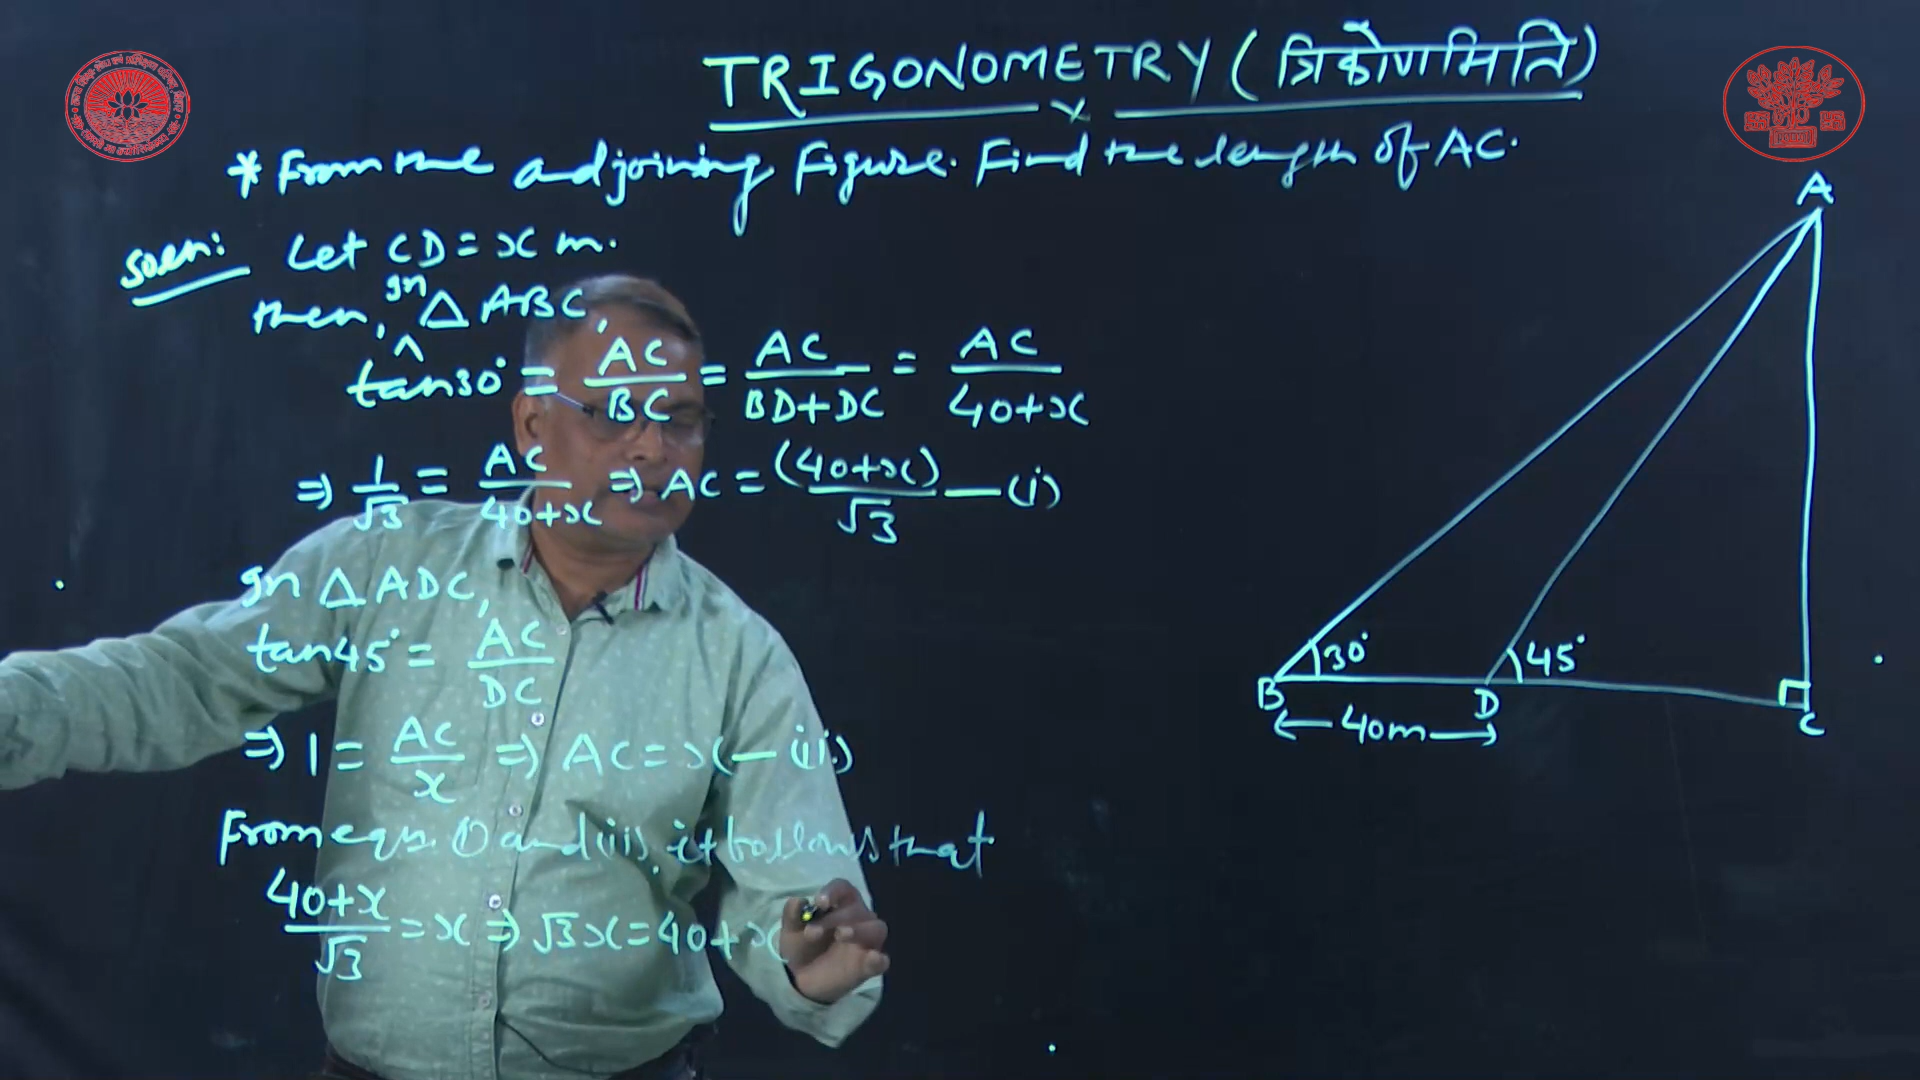 TRIGONOMETRY (त्रिकोणमिति)
* From the adjoining Figure. Find the length of AC.
Soln: Let CD = x m.
then, In △ ABC,
tan30° = AC/BC = AC/BD+DC = AC/40+x
⇒ 1/√3 = AC/40+x ⇒ AC = (40+x)/√3 — (i)
In △ ADC,
tan45° = AC/DC
⇒ 1 = AC/x ⇒ AC = x — (ii)
From eqn. (i) and (ii), it follows that
40+x/√3 = x ⇒ √3x = 40+x
A
30°
45°
B
D
C
40m